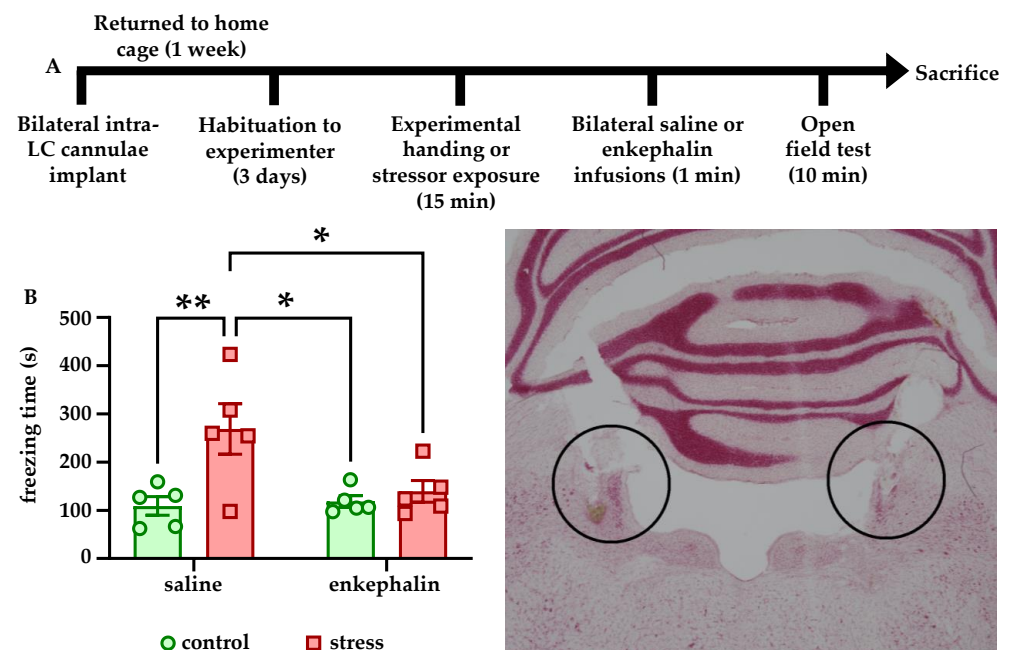 Returned to home
cage (1 week)
A
Sacrifice
Bilateral intra-
LC cannulae
implant
Habituation to
experimenter
(3 days)
Experimental
handing or
stressor exposure
(15 min)
Bilateral saline or
enkephalin
infusions (1 min)
Open
field test
(10 min)
B
*
** *
500
400
300
200
100
0
freezing time (s)
saline enkephalin
control stress